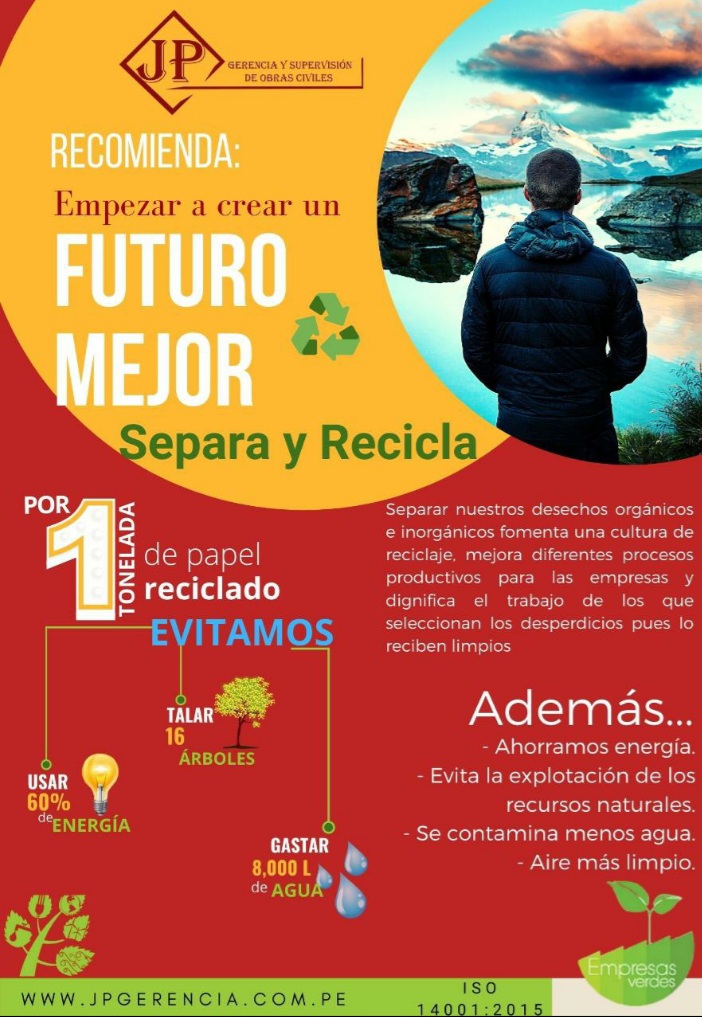 JP
GERENCIA Y SUPERVISIÓN
DE OBRAS CIVILES
RECOMIENDA:
Empezar a crear un
FUTURO
MEJOR
Separa y Recicla
POR
1
TONELADA
de papel
reciclado
EVITAMOS
TALAR
16
ÁRBOLES
USAR
60%
de ENERGÍA
GASTAR
8,000 L
de AGUA
Separar nuestros desechos orgánicos
e inorgánicos fomenta una cultura de
reciclaje, mejora diferentes procesos
productivos para las empresas y
dignifica el trabajo de los que
seleccionan los desperdicios pues lo
reciben limpios
Además...
- Ahorramos energía.
- Evita la explotación de los
recursos naturales.
- Se contamina menos agua.
- Aire más limpio.
Empresas
verdes
WWW.JPGERENCIA.COM.PE
ISO
14001:2015